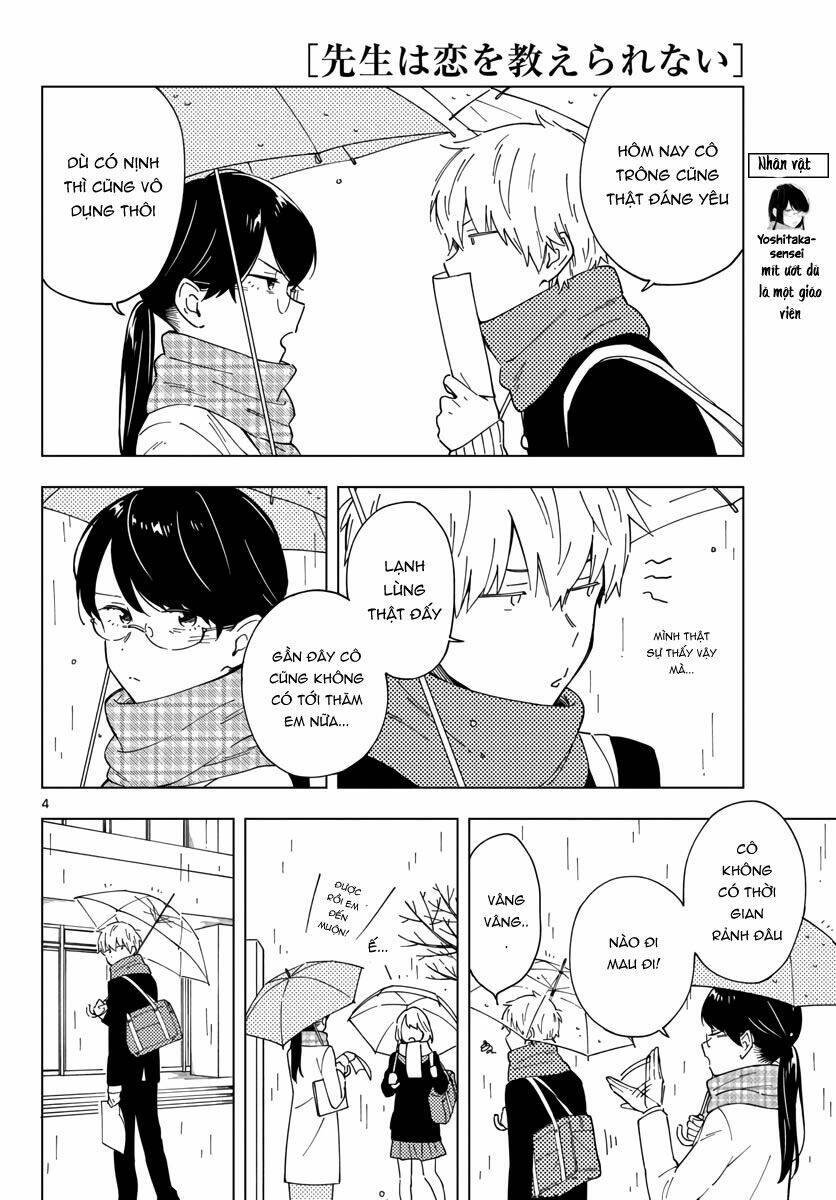 [先生は恋を教えられない]
HÔM NAY CÔ
TRÔNG CŨNG
THẬT ĐÁNG YÊU
DÙ CÓ NỊNH
THÌ CŨNG VÔ
DỤNG THÔI
Nhân vật
Yoshitaka-
sensei
mít ướt dù
là một giáo
viên
LẠNH
LÙNG
THẬT ĐẤY
MÌNH THẬT
SỰ THẤY VẬY
MÀ...
GẦN ĐÂY CÔ
CŨNG KHÔNG
CÓ TỚI THĂM
EM NỮA...
4
CÔ
KHÔNG
CÓ THỜI
GIAN
RẢNH ĐÂU
NÀO ĐI
MAU ĐI!
VÂNG
VÂNG..
ĐƯỢC
RỒI EM
ĐẾN
MUỘN!
Ế...